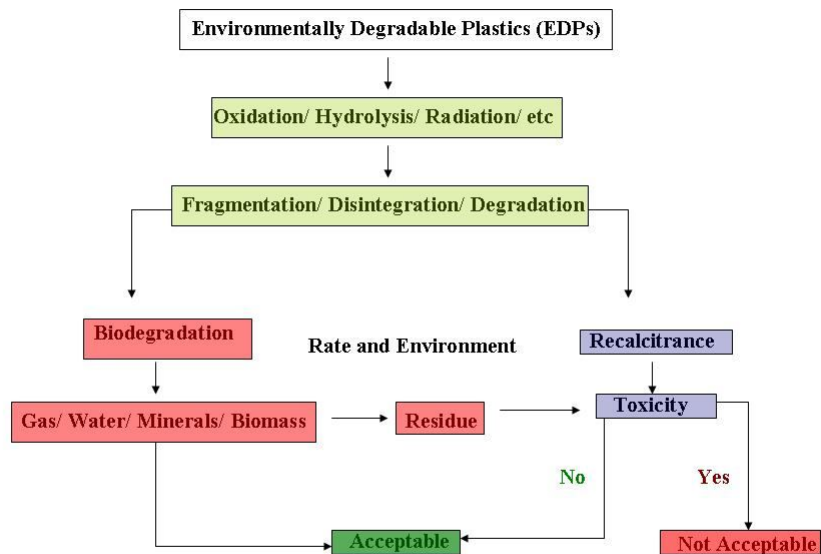 Environmentally Degradable Plastics (EDPs)
Oxidation/ Hydrolysis/ Radiation/ etc
Fragmentation/ Disintegration/ Degradation
Biodegradation
Rate and Environment
Recalcitrance
Gas/ Water/ Minerals/ Biomass
Residue
Toxicity
No
Yes
Acceptable
Not Acceptable